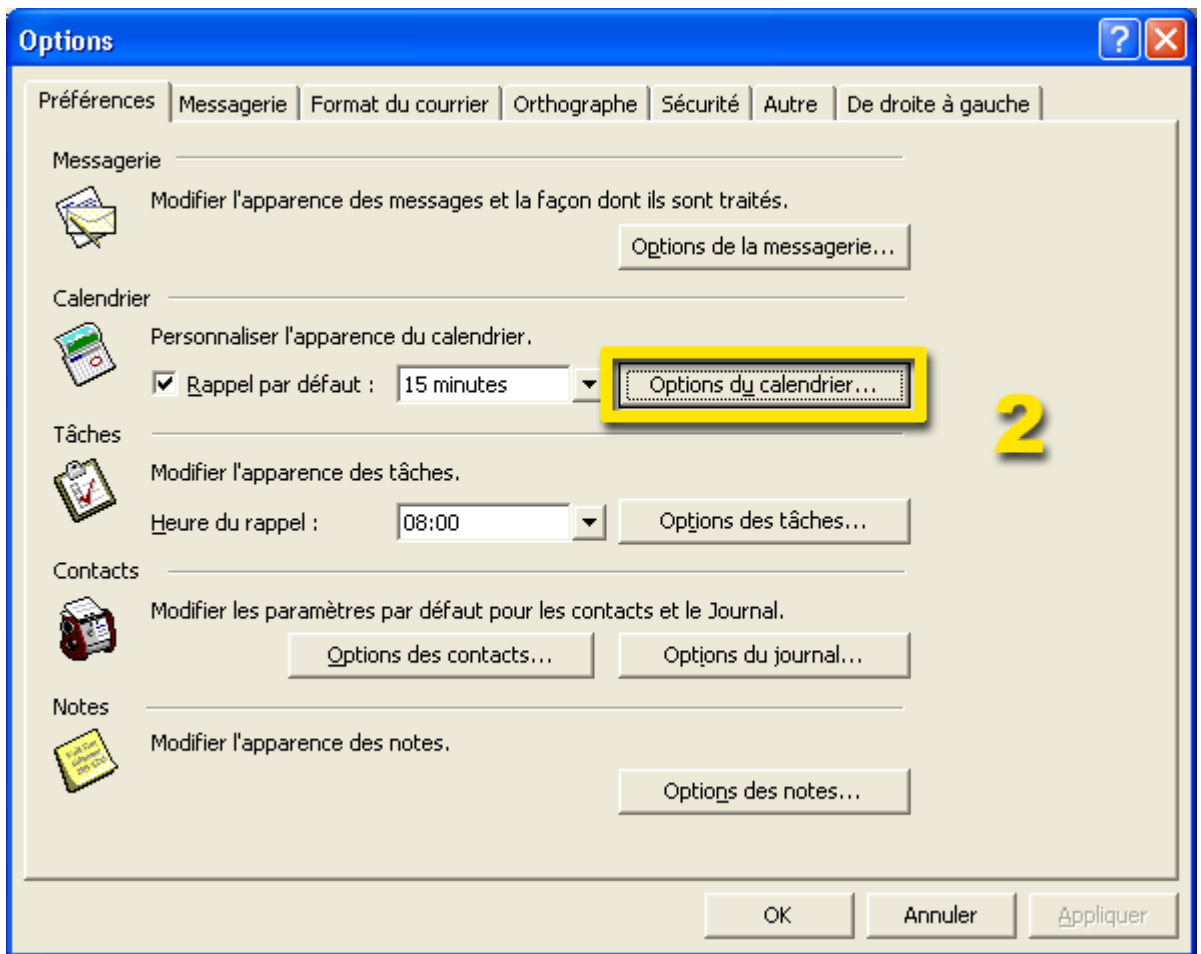 Options
Préférences Messagerie Format du courrier Orthographe Sécurité Autre De droite à gauche
Messagerie
Modifier l'apparence des messages et la façon dont ils sont traités.
Options de la messagerie...
Calendrier
Personnaliser l'apparence du calendrier.
Rappel par défaut : 15 minutes Options du calendrier...
2
Tâches
Modifier l'apparence des tâches.
Heure du rappel : 08:00 Options des tâches...
Contacts
Modifier les paramètres par défaut pour les contacts et le Journal.
Options des contacts... Options du journal...
Notes
Modifier l'apparence des notes.
Options des notes...
OK Annuler Appliquer